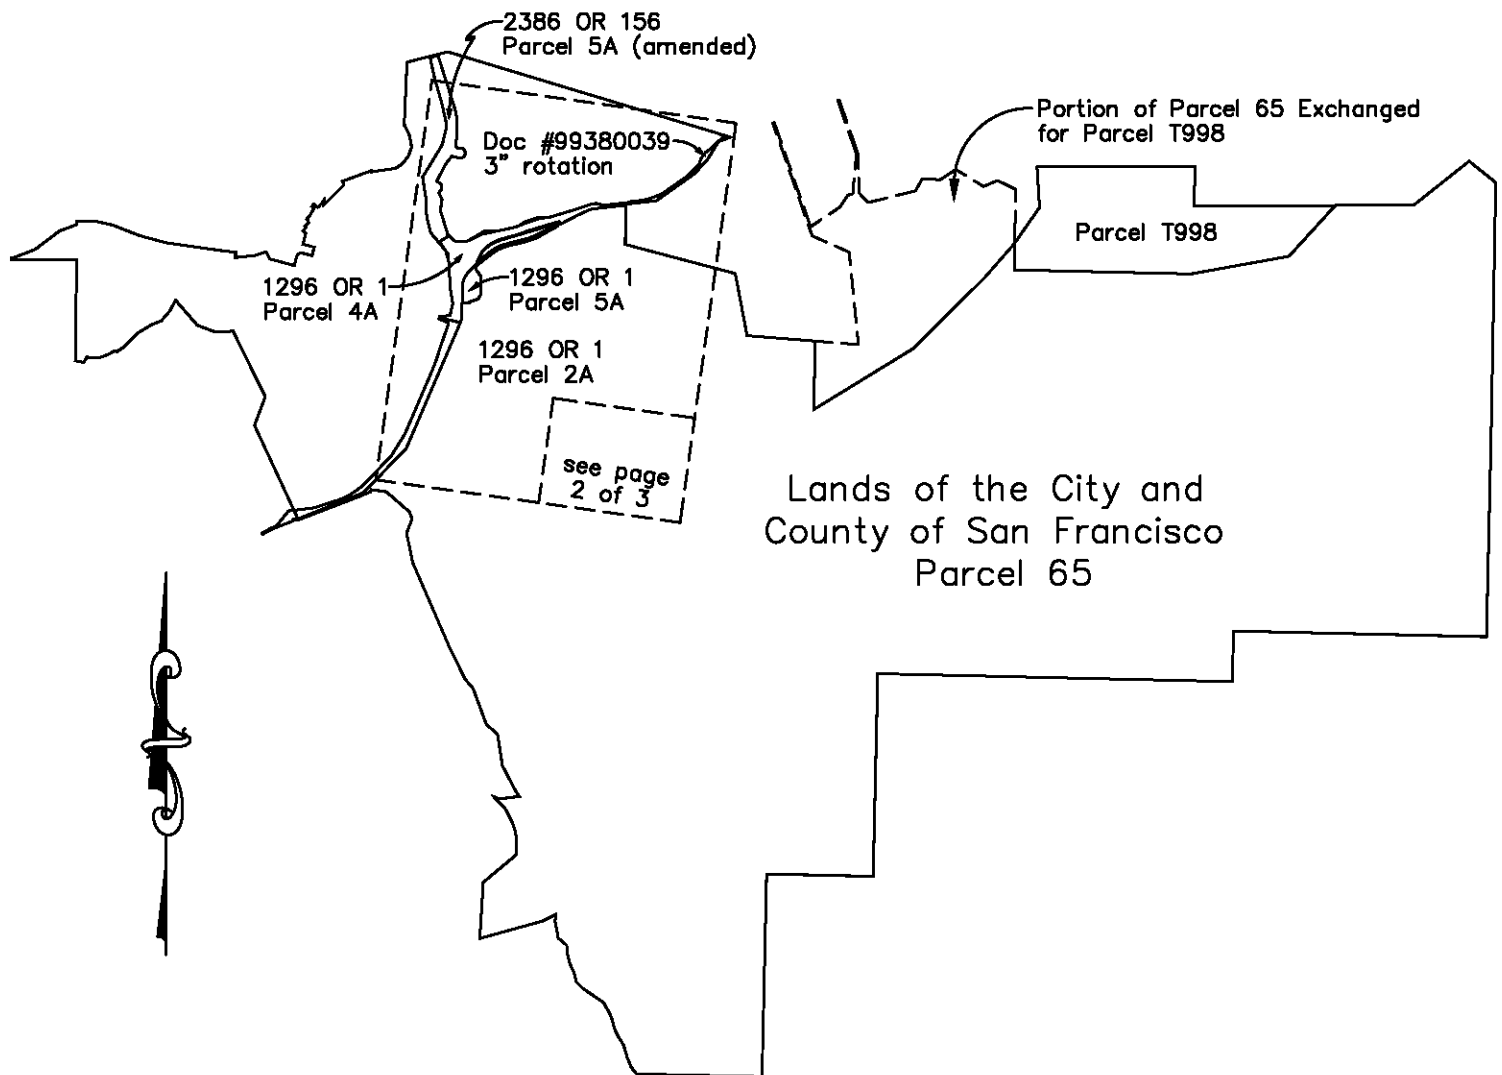 2386 OR 156
Parcel 5A (amended)
Portion of Parcel 65 Exchanged
for Parcel T998
Doc #99380039
3" rotation
Parcel T998
1296 OR 1
Parcel 4A
1296 OR 1
Parcel 5A
1296 OR 1
Parcel 2A
see page
2 of 3
Lands of the City and
County of San Francisco
Parcel 65